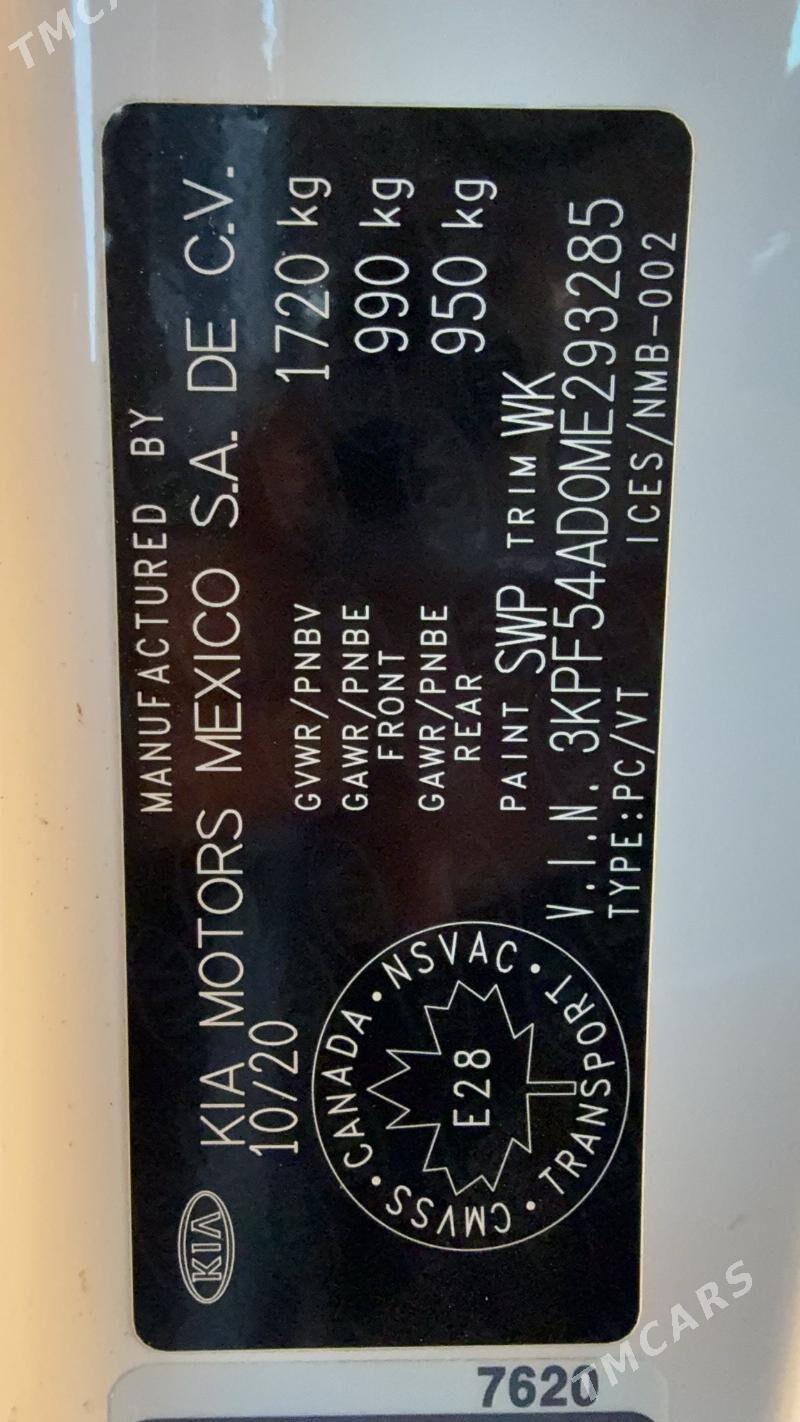 MANUFACTURED BY
KIA MOTORS MEXICO S.A. DE C.V.
10/20
GVWR/PNBV 1720 kg
GAWR/PNBE 990 kg
FRONT
GAWR/PNBE 950 kg
REAR
PAINT SWP TRIM WK
V.I.N. 3KPF54AD0ME293285
TYPE:PC/VT ICES/NMB-002
KIA
CANADA • NSVAC • TRANSPORT • CMVSS •
E28
7620
TMCARS
TMCA